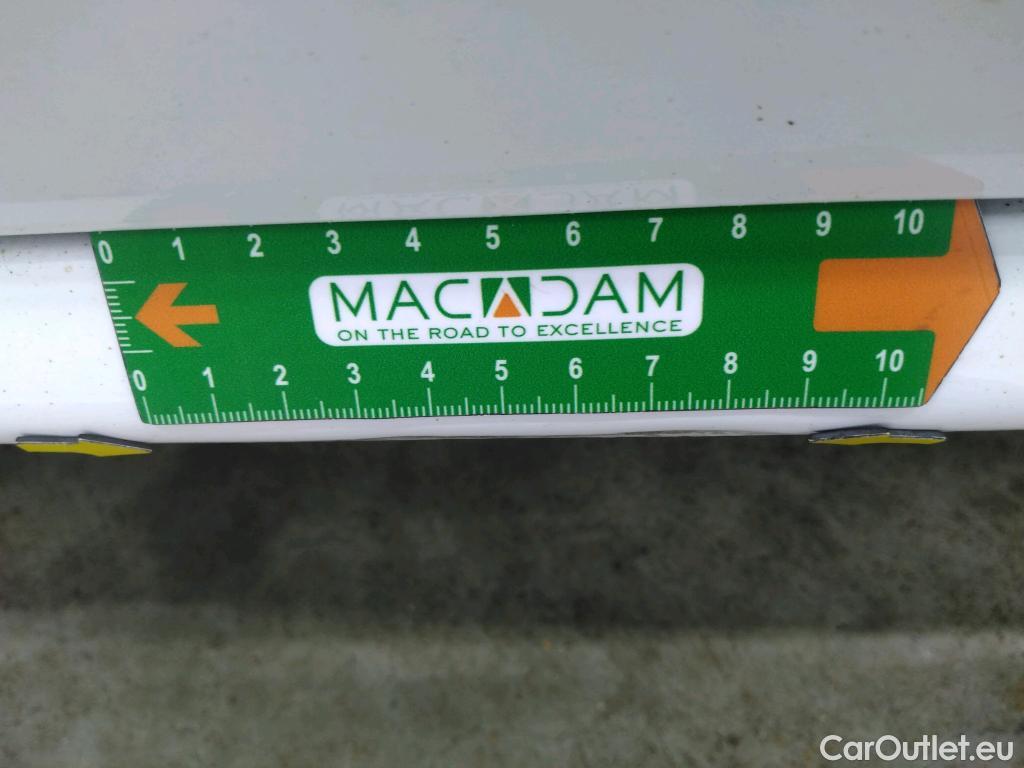 0 1 2 3 4 5 6 7 8 9 10
MACADAM
ON THE ROAD TO EXCELLENCE
0 1 2 3 4 5 6 7 8 9 10
CarOutlet.eu